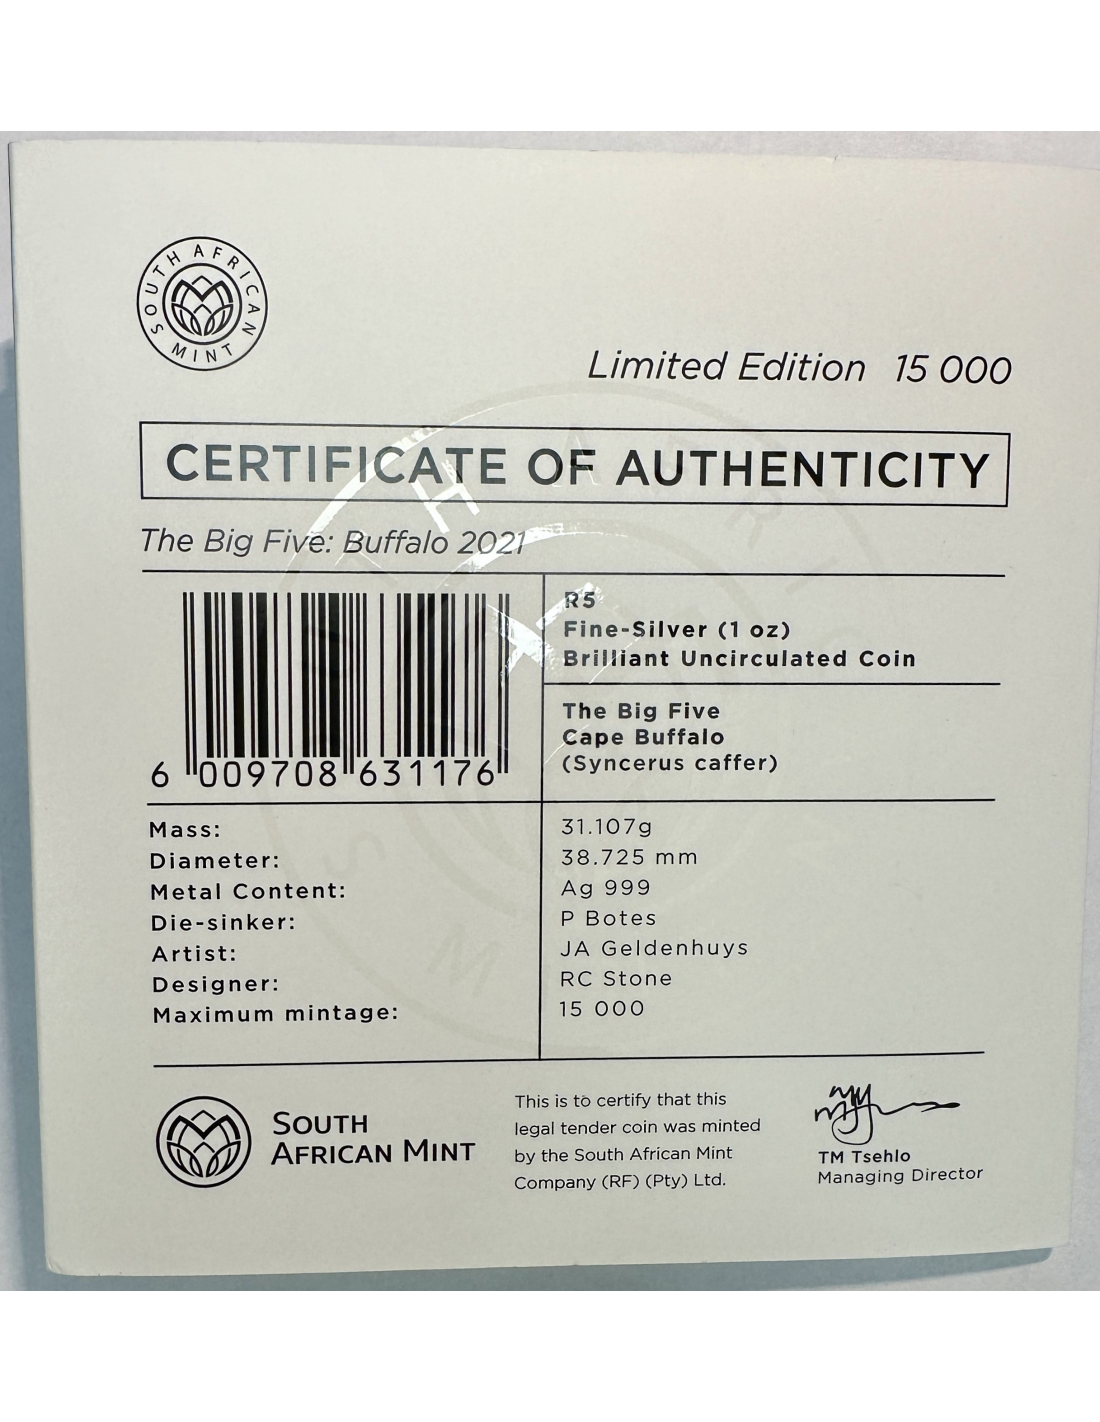 SOUTH AFRICAN MINT
Limited Edition 15 000
CERTIFICATE OF AUTHENTICITY
The Big Five: Buffalo 2021
R5
Fine-Silver (1 oz)
Brilliant Uncirculated Coin
The Big Five
Cape Buffalo
(Syncerus caffer)
6 009708 631176
Mass: 31.107g
Diameter: 38.725 mm
Metal Content: Ag 999
Die-sinker: P Botes
Artist: JA Geldenhuys
Designer: RC Stone
Maximum mintage: 15 000
SOUTH
AFRICAN MINT
This is to certify that this
legal tender coin was minted
by the South African Mint
Company (RF) (Pty) Ltd.
TM Tsehlo
Managing Director